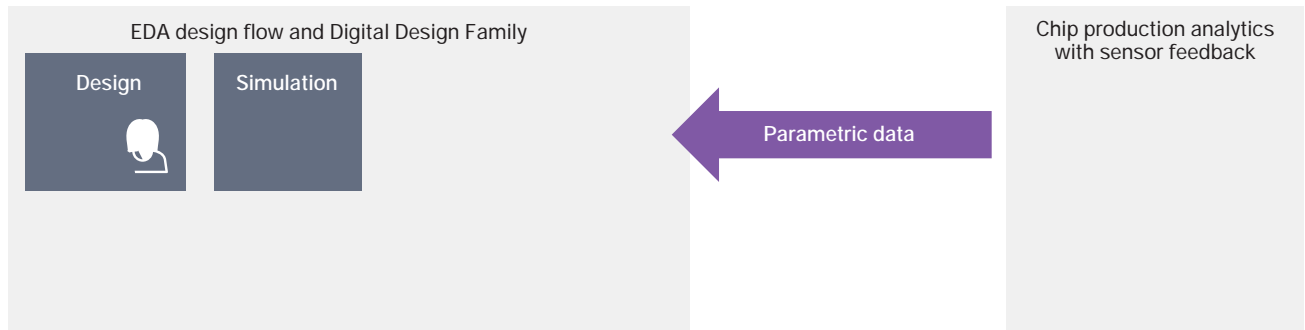 EDA design flow and Digital Design Family
Design
Simulation
Parametric data
Chip production analytics
with sensor feedback